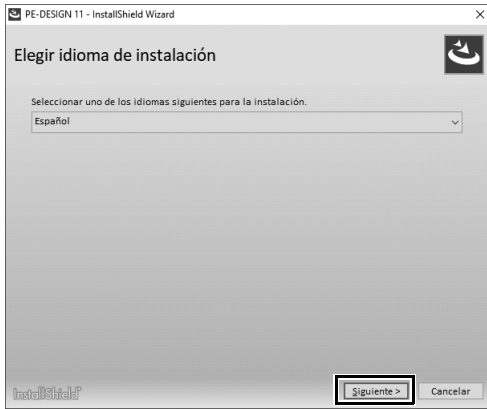 PE-DESIGN 11 - InstallShield Wizard
Elegir idioma de instalación
Seleccionar uno de los idiomas siguientes para la instalación.
Español
InstallShield
Siguiente >
Cancelar